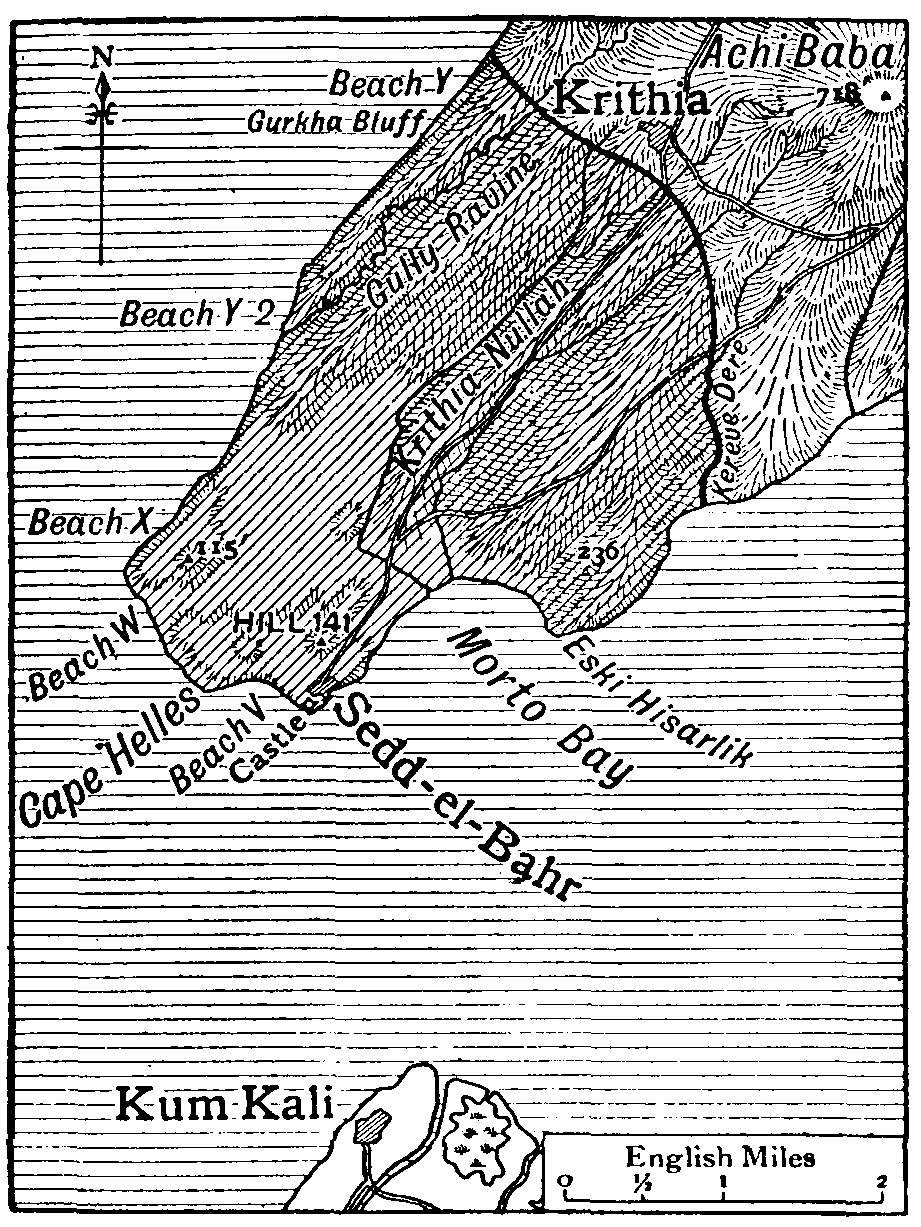 N
Achi Baba
Beach Y
Krithia
718
Gurkha Bluff
Gully Ravine
Beach Y 2
Krithia Nullah
Kereve Dere
Beach X
115'
236
HILL 141
Beach W
Cape Helles
Beach V
Castle
Sedd-el-Bahr
Morto Bay
Eski Hisarlik
Kum Kali
English Miles
0 ½ 1 2